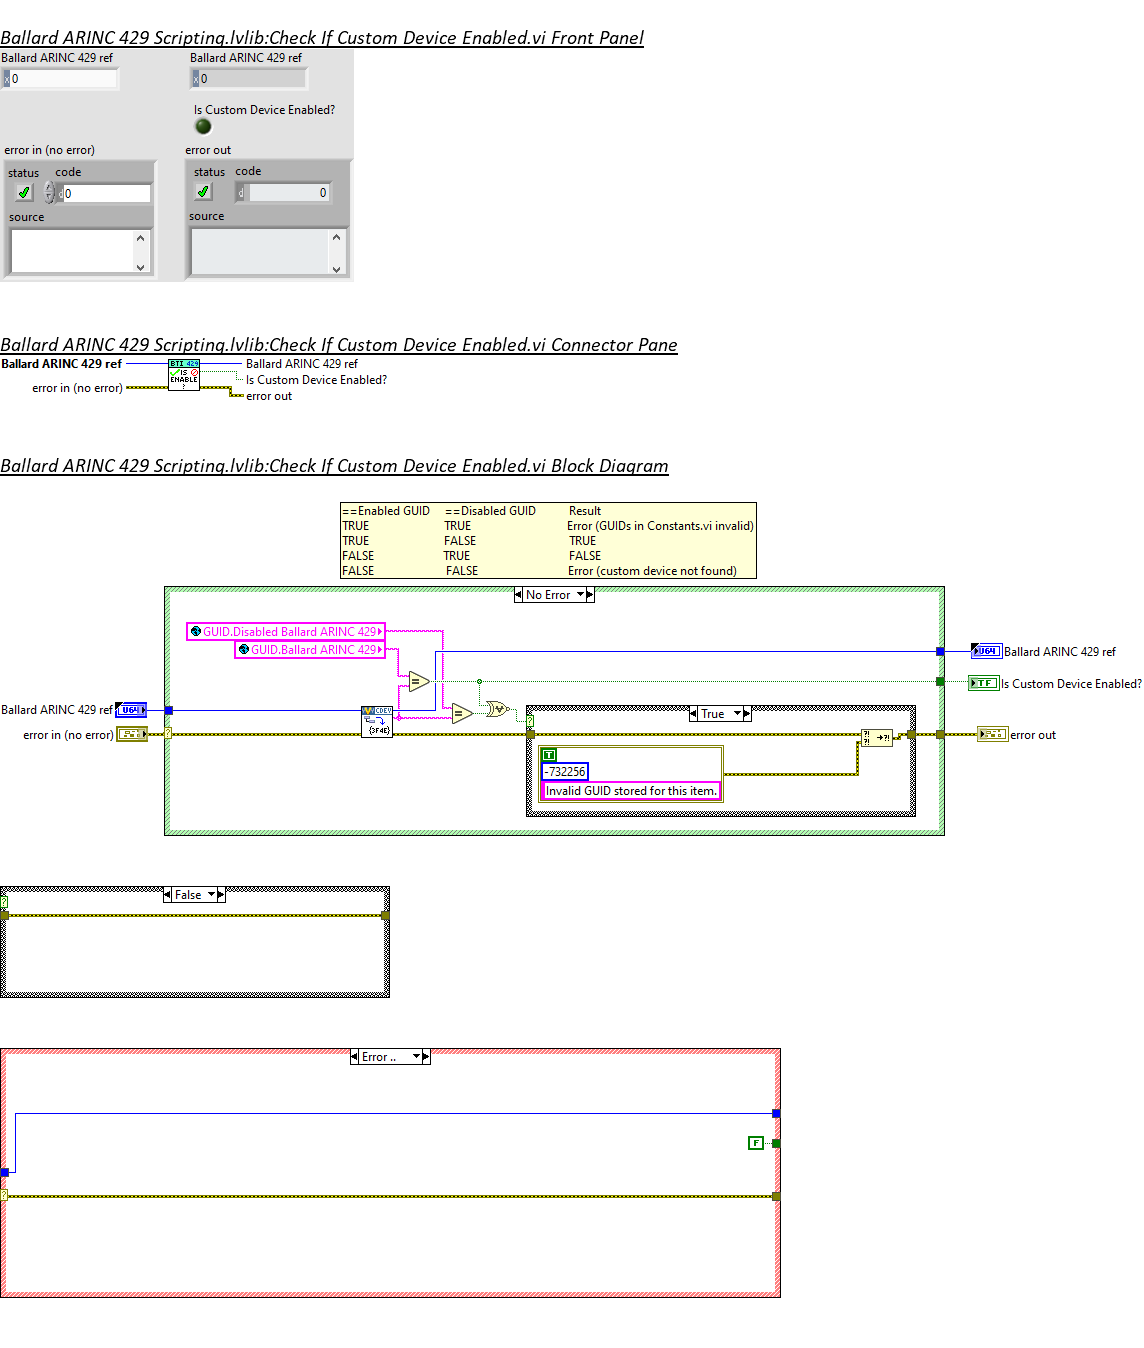 Ballard ARINC 429 Scripting.lvlib:Check If Custom Device Enabled.vi Front Panel
Ballard ARINC 429 ref
Ballard ARINC 429 ref
x 0
x 0
Is Custom Device Enabled?
error in (no error)
error out
status code
status code
d 0
d 0
source
source
Ballard ARINC 429 Scripting.lvlib:Check If Custom Device Enabled.vi Connector Pane
Ballard ARINC 429 ref
BTI 429
IS
ENABLE
?
Ballard ARINC 429 ref
Is Custom Device Enabled?
error in (no error)
error out
Ballard ARINC 429 Scripting.lvlib:Check If Custom Device Enabled.vi Block Diagram
==Enabled GUID ==Disabled GUID Result
TRUE TRUE Error (GUIDs in Constants.vi invalid)
TRUE FALSE TRUE
FALSE TRUE FALSE
FALSE FALSE Error (custom device not found)
No Error
GUID.Disabled Ballard ARINC 429
GUID.Ballard ARINC 429
U64 Ballard ARINC 429 ref
TF Is Custom Device Enabled?
Ballard ARINC 429 ref U64
CDEV
{3F4E}
error in (no error)
?
?
True
error out
T
-732256
Invalid GUID stored for this item.
False
?
Error ..
F
?